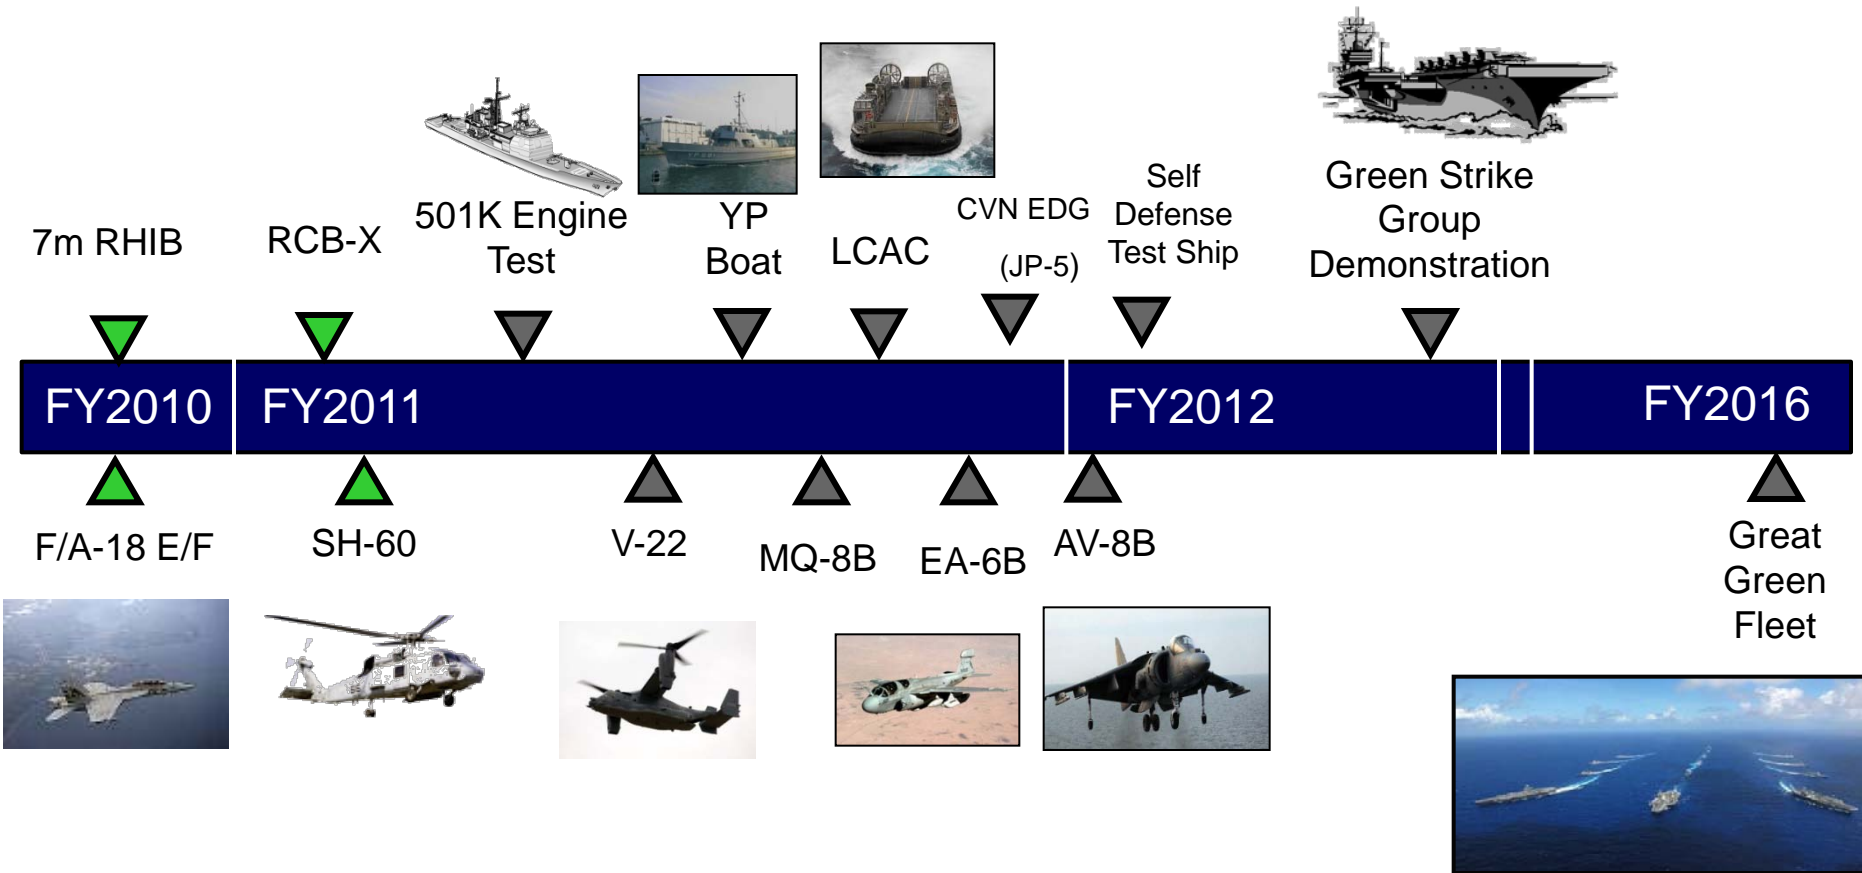 7m RHIB
RCB-X
501K Engine
Test
YP
Boat
LCAC
CVN EDG
(JP-5)
Self
Defense
Test Ship
Green Strike
Group
Demonstration
FY2010
FY2011
FY2012
FY2016
F/A-18 E/F
SH-60
V-22
MQ-8B
EA-6B
AV-8B
Great
Green
Fleet